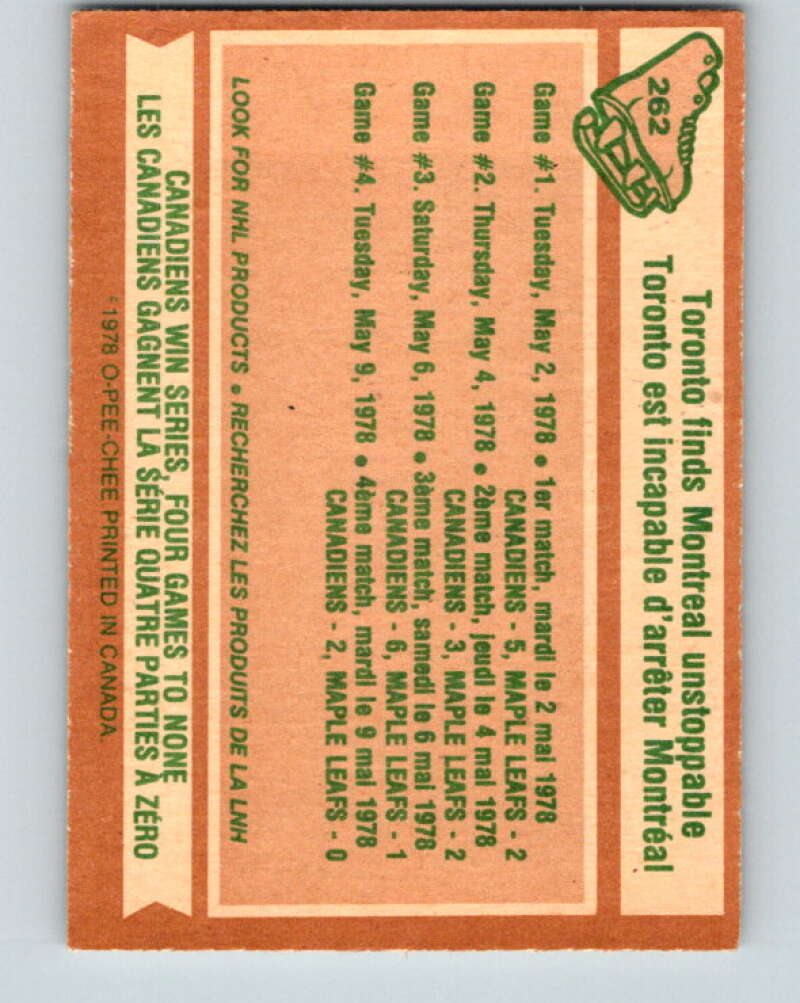 262
Toronto finds Montreal unstoppable
Toronto est incapable d'arrêter Montréal
Game #1. Tuesday, May 2, 1978 • 1er match, mardi le 2 mai 1978
CANADIENS - 5, MAPLE LEAFS - 2
Game #2. Thursday, May 4, 1978 • 2ème match, jeudi le 4 mai 1978
CANADIENS - 3, MAPLE LEAFS - 2
Game #3. Saturday, May 6, 1978 • 3ème match, samedi le 6 mai 1978
CANADIENS - 6, MAPLE LEAFS - 1
Game #4. Tuesday, May 9, 1978 • 4ème match, mardi le 9 mai 1978
CANADIENS - 2, MAPLE LEAFS - 0
LOOK FOR NHL PRODUCTS • RECHERCHEZ LES PRODUITS DE LA LNH
CANADIENS WIN SERIES, FOUR GAMES TO NONE
LES CANADIENS GAGNENT LA SÉRIE QUATRE PARTIES À ZÉRO
©1978 O-PEE-CHEE PRINTED IN CANADA.